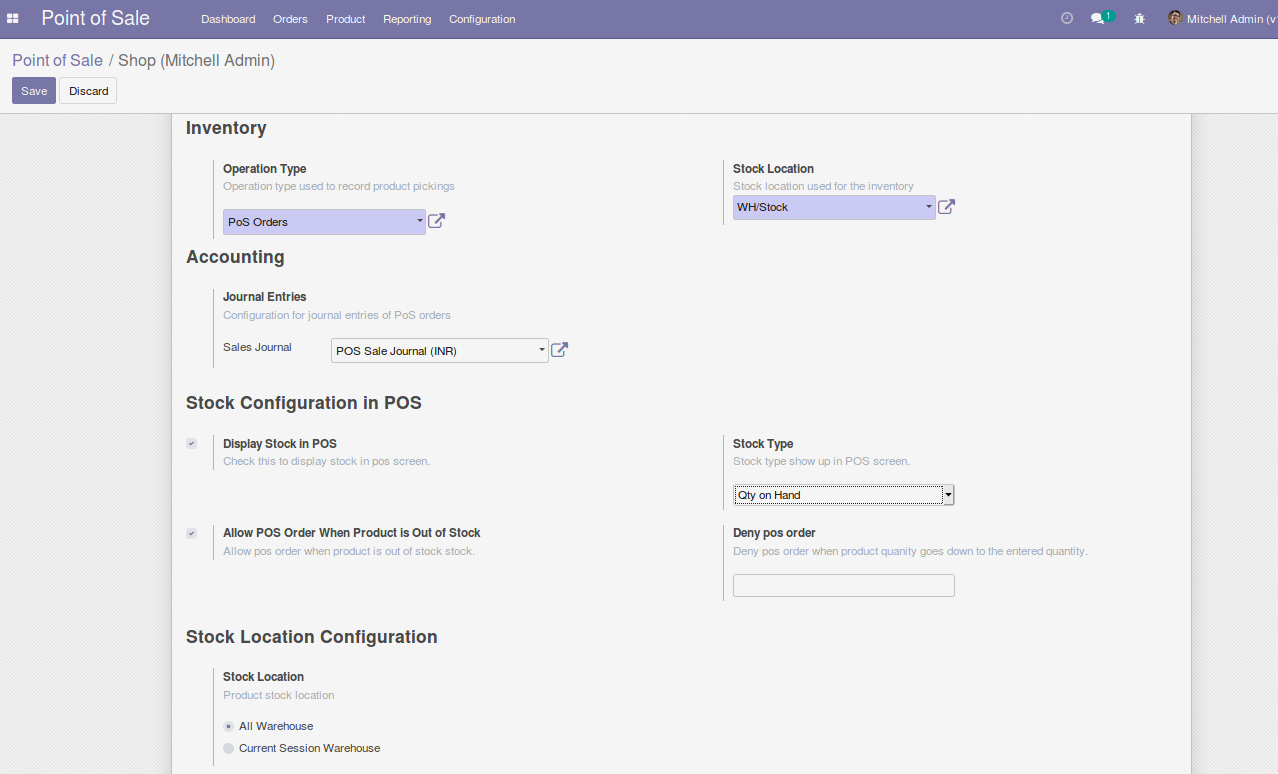 Point of Sale Dashboard Orders Product Reporting Configuration 1 Mitchell Admin (v
Point of Sale / Shop (Mitchell Admin)
Save Discard
Inventory
Operation Type
Operation type used to record product pickings
PoS Orders
Stock Location
Stock location used for the inventory
WH/Stock
Accounting
Journal Entries
Configuration for journal entries of PoS orders
Sales Journal POS Sale Journal (INR)
Stock Configuration in POS
Display Stock in POS
Check this to display stock in pos screen.
Stock Type
Stock type show up in POS screen.
Qty on Hand
Allow POS Order When Product is Out of Stock
Allow pos order when product is out of stock stock.
Deny pos order
Deny pos order when product quanity goes down to the entered quantity.
Stock Location Configuration
Stock Location
Product stock location
All Warehouse
Current Session Warehouse